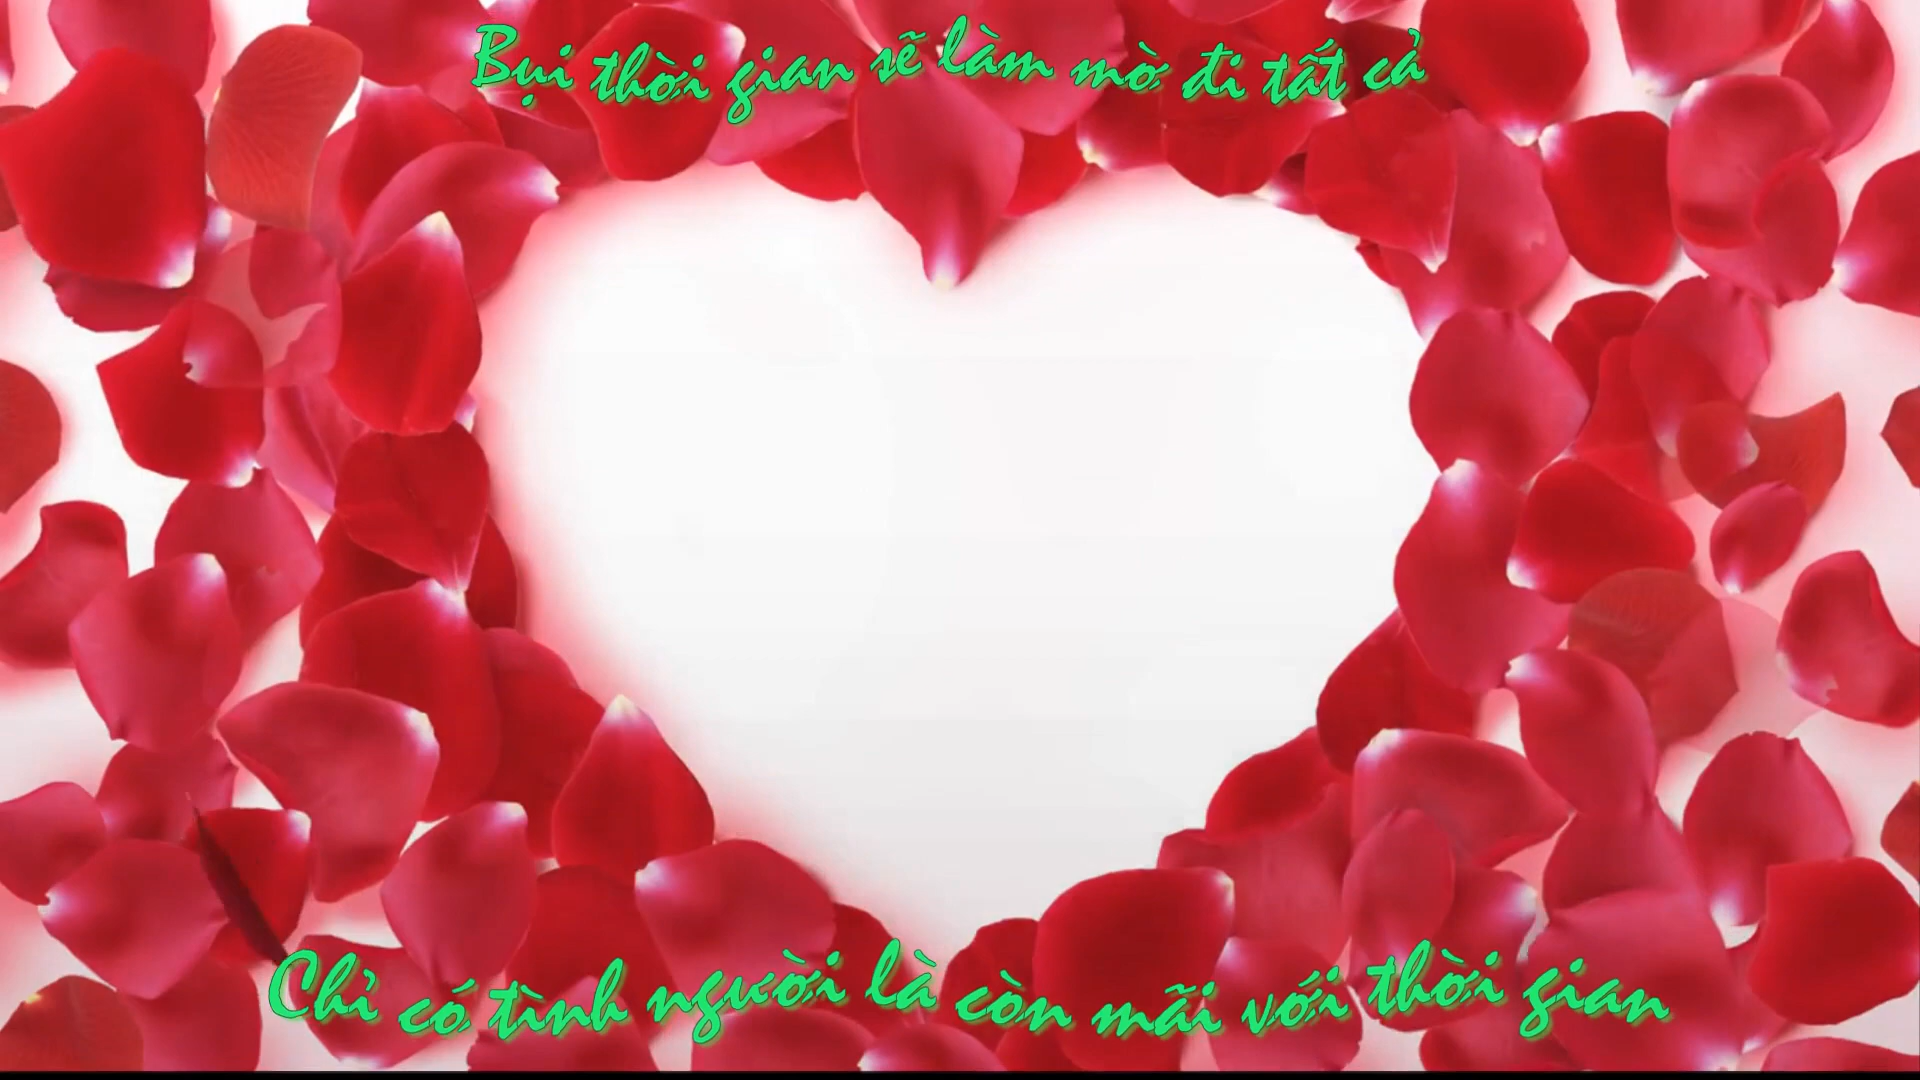 Bụi thời gian sẽ làm mờ đi tất cả
Chỉ có tình người là còn mãi với thời gian